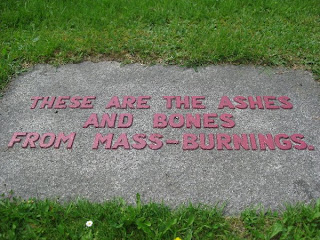 THESE ARE THE ASHES
AND BONES
FROM MASS-BURNINGS.